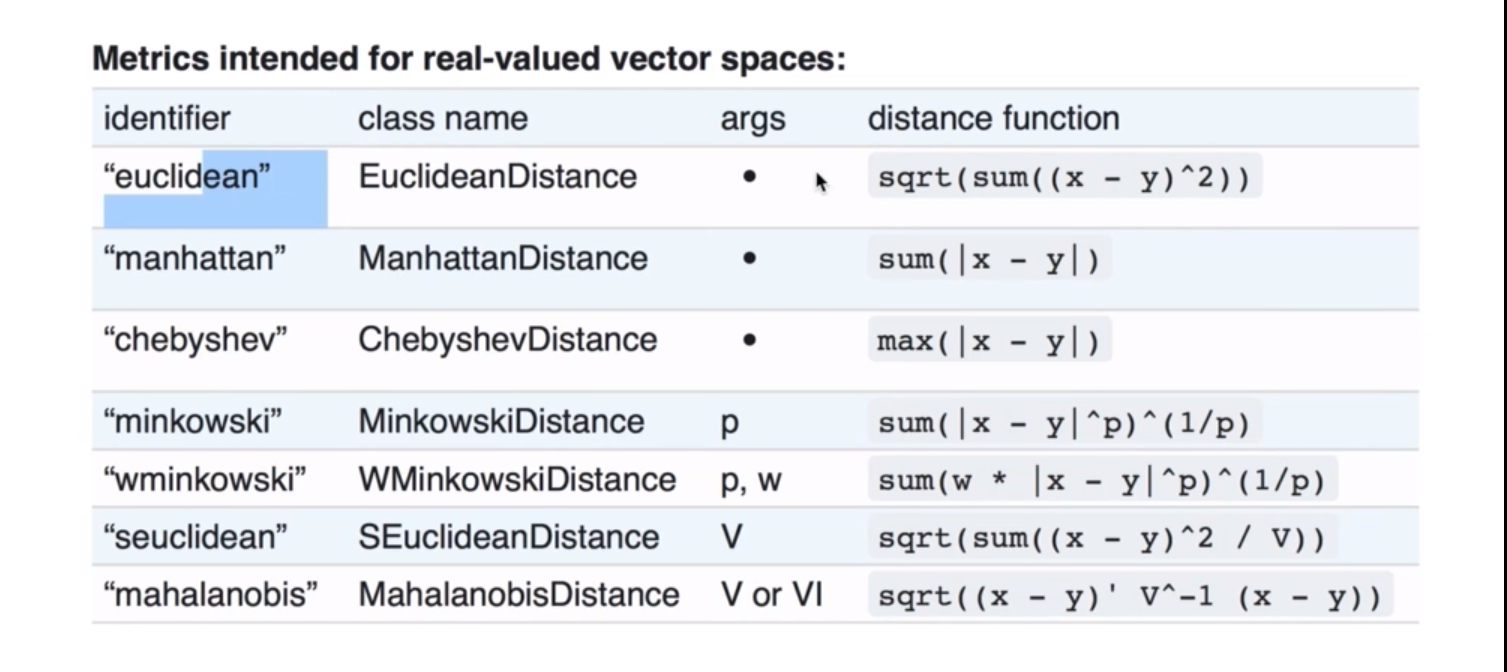 Metrics intended for real-valued vector spaces:
identifier class name args distance function
“euclidean” EuclideanDistance • sqrt(sum((x - y)^2))
“manhattan” ManhattanDistance • sum(|x - y|)
“chebyshev” ChebyshevDistance • max(|x - y|)
“minkowski” MinkowskiDistance p sum(|x - y|^p)^(1/p)
“wminkowski” WMinkowskiDistance p, w sum(w * |x - y|^p)^(1/p)
“seuclidean” SEuclideanDistance V sqrt(sum((x - y)^2 / V))
“mahalanobis” MahalanobisDistance V or VI sqrt((x - y)' V^-1 (x - y))